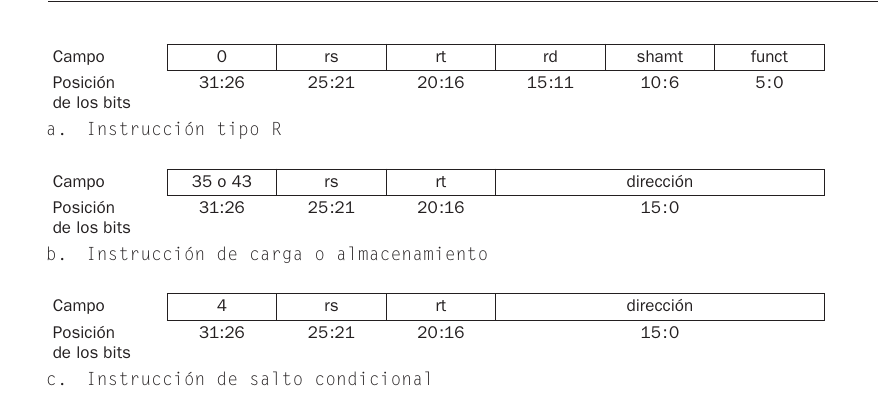 Campo 0 rs rt rd shamt funct
Posición 31:26 25:21 20:16 15:11 10:6 5:0
de los bits
a. Instrucción tipo R
Campo 35 o 43 rs rt dirección
Posición 31:26 25:21 20:16 15:0
de los bits
b. Instrucción de carga o almacenamiento
Campo 4 rs rt dirección
Posición 31:26 25:21 20:16 15:0
de los bits
c. Instrucción de salto condicional